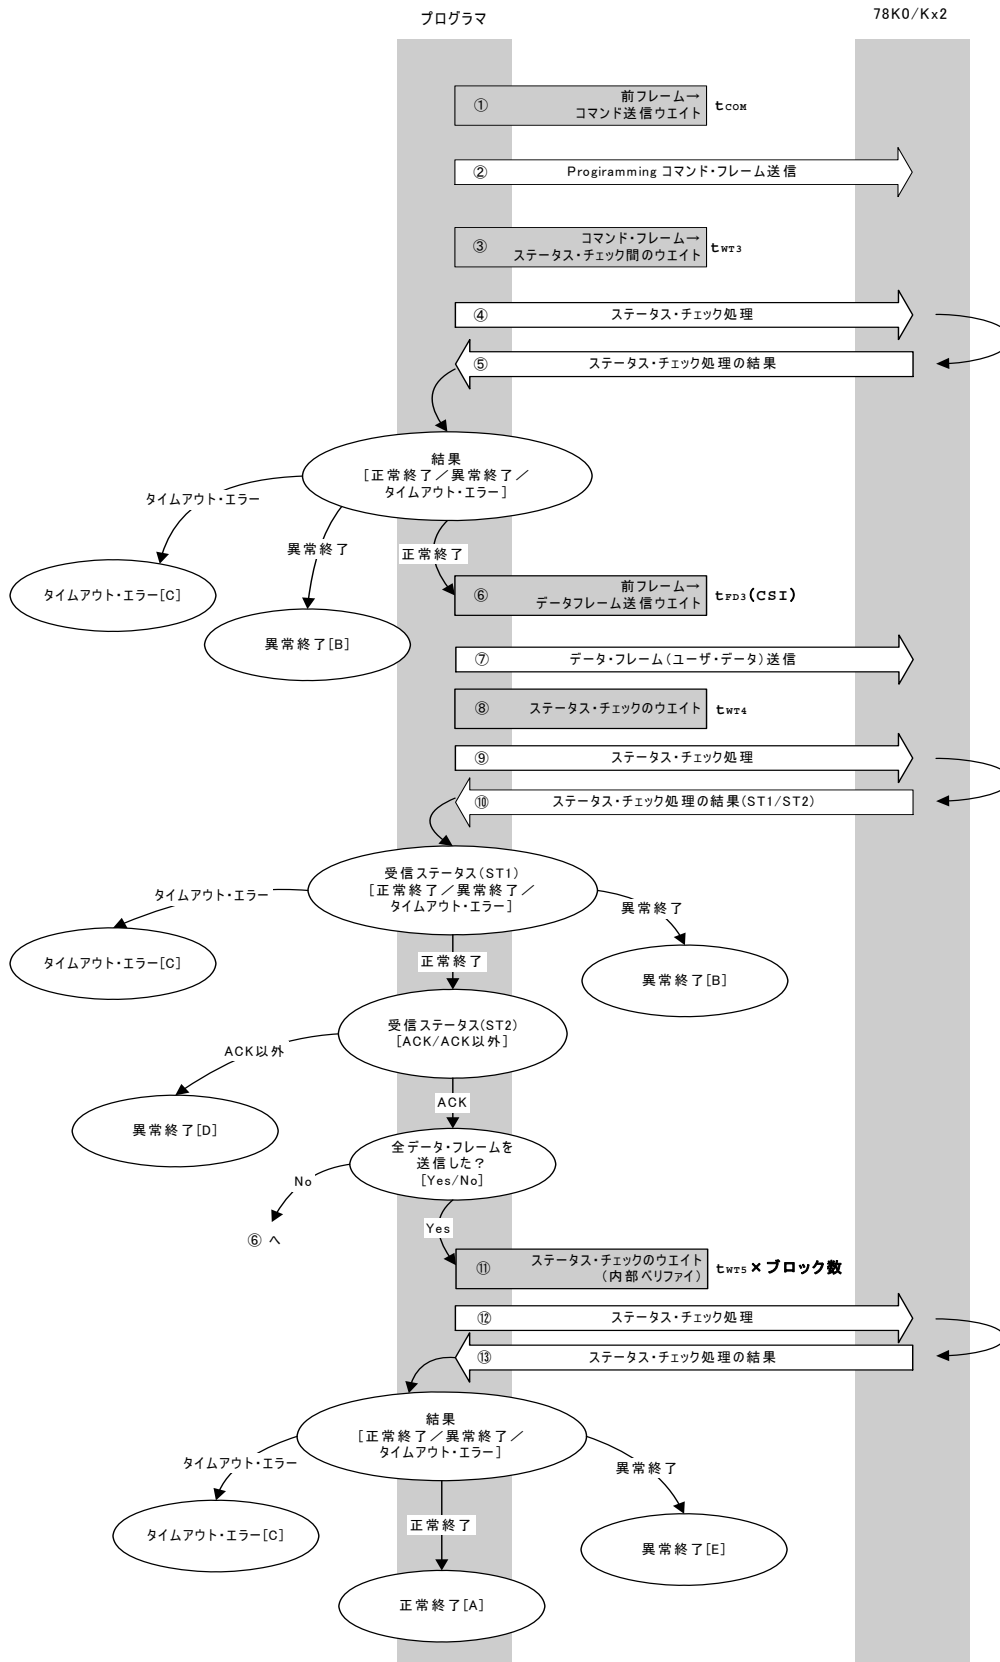 プログラマ
78K0/Kx2
① 前フレーム→
コマンド送信ウエイト
tCOM
② Progiramming コマンド・フレーム送信
③ コマンド・フレーム→
ステータス・チェック間のウエイト
tWT3
④ ステータス・チェック処理
⑤ ステータス・チェック処理の結果
結果
[正常終了／異常終了／
タイムアウト・エラー]
タイムアウト・エラー
異常終了
正常終了
タイムアウト・エラー[C]
異常終了[B]
⑥ 前フレーム→
データフレーム送信ウエイト
tFD3(CSI)
⑦ データ・フレーム(ユーザ・データ)送信
⑧ ステータス・チェックのウエイト
tWT4
⑨ ステータス・チェック処理
⑩ ステータス・チェック処理の結果(ST1/ST2)
受信ステータス(ST1)
[正常終了／異常終了／
タイムアウト・エラー]
タイムアウト・エラー
異常終了
正常終了
タイムアウト・エラー[C]
異常終了[B]
受信ステータス(ST2)
[ACK/ACK以外]
ACK以外
ACK
異常終了[D]
全データ・フレームを
送信した？
[Yes/No]
No
Yes
⑥ へ
⑪ ステータス・チェックのウエイト
(内部ベリファイ)
tWT5×ブロック数
⑫ ステータス・チェック処理
⑬ ステータス・チェック処理の結果
結果
[正常終了／異常終了／
タイムアウト・エラー]
タイムアウト・エラー
異常終了
正常終了
タイムアウト・エラー[C]
異常終了[E]
正常終了[A]